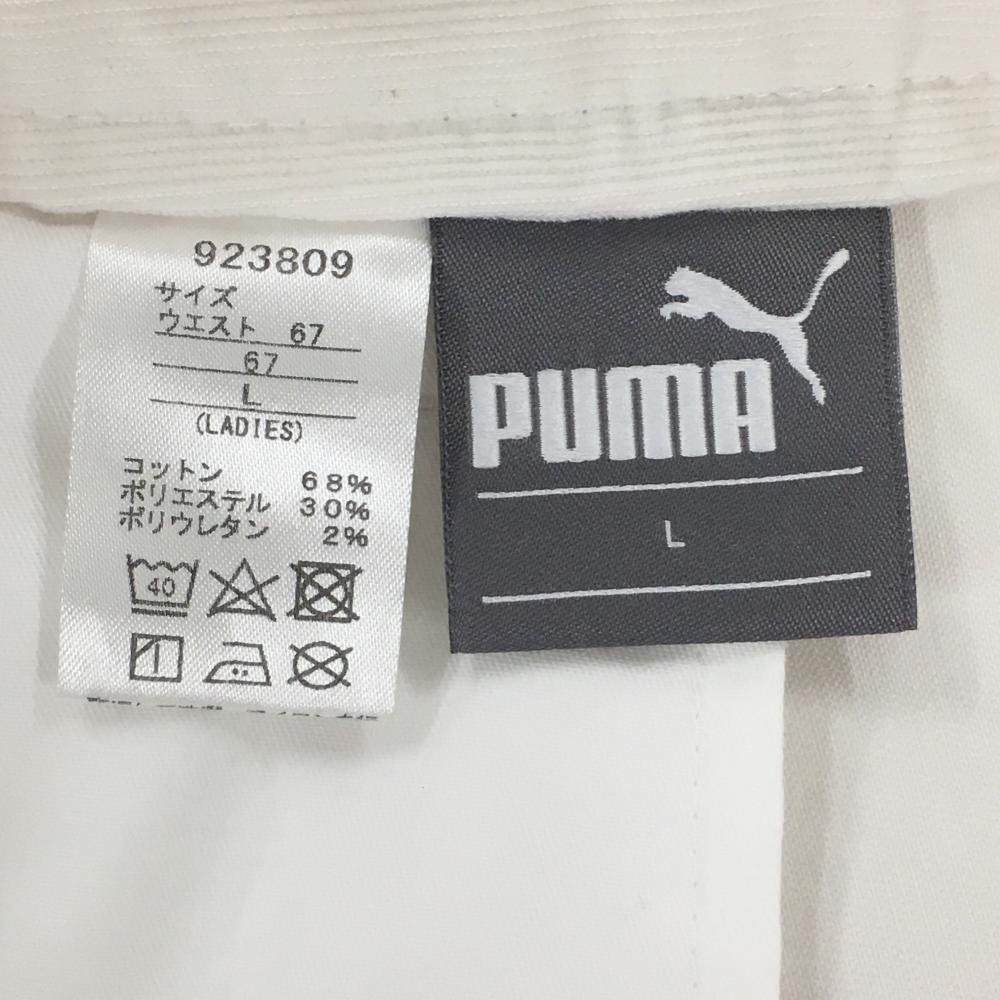 923809
サイズ
ウエスト 67
67
L
(LADIES)
コットン 68%
ポリエステル 30%
ポリウレタン 2%
40
PUMA
L